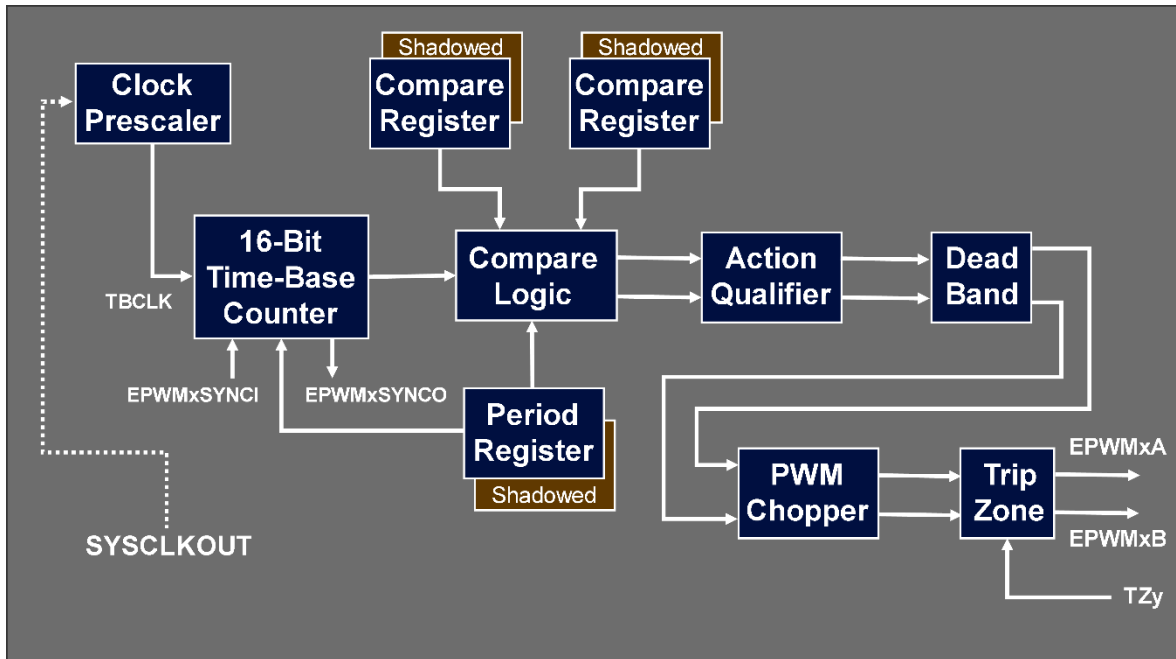 Shadowed
Shadowed
Clock
Prescaler
Compare
Register
Compare
Register
16-Bit
Time-Base
Counter
TBCLK
Compare
Logic
Action
Qualifier
Dead
Band
EPWMxSYNCI
EPWMxSYNCO
Period
Register
Shadowed
SYSCLKOUT
PWM
Chopper
Trip
Zone
EPWMxA
EPWMxB
TZy